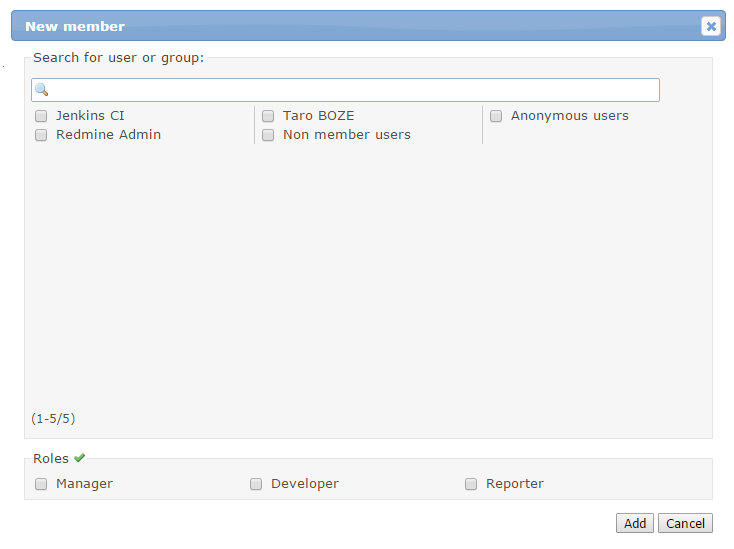 New member
Search for user or group:
Jenkins CI
Redmine Admin
Taro BOZE
Non member users
Anonymous users
(1-5/5)
Roles
Manager
Developer
Reporter
Add
Cancel